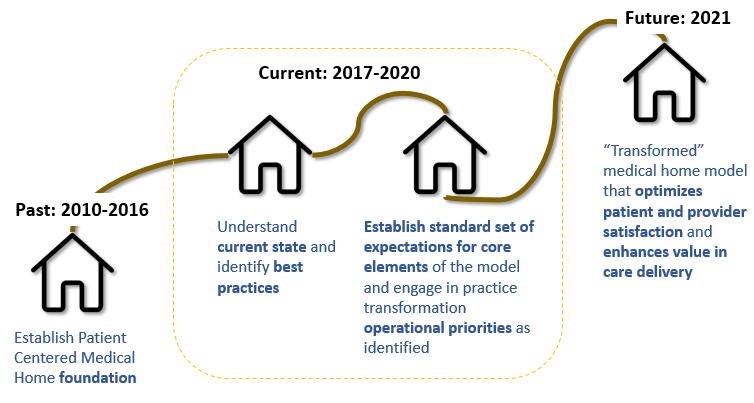 Past: 2010-2016
Establish Patient
Centered Medical
Home foundation
Current: 2017-2020
Understand
current state and
identify best
practices
Establish standard set of
expectations for core
elements of the model
and engage in practice
transformation
operational priorities as
identified
Future: 2021
“Transformed”
medical home model
that optimizes
patient and provider
satisfaction and
enhances value in
care delivery